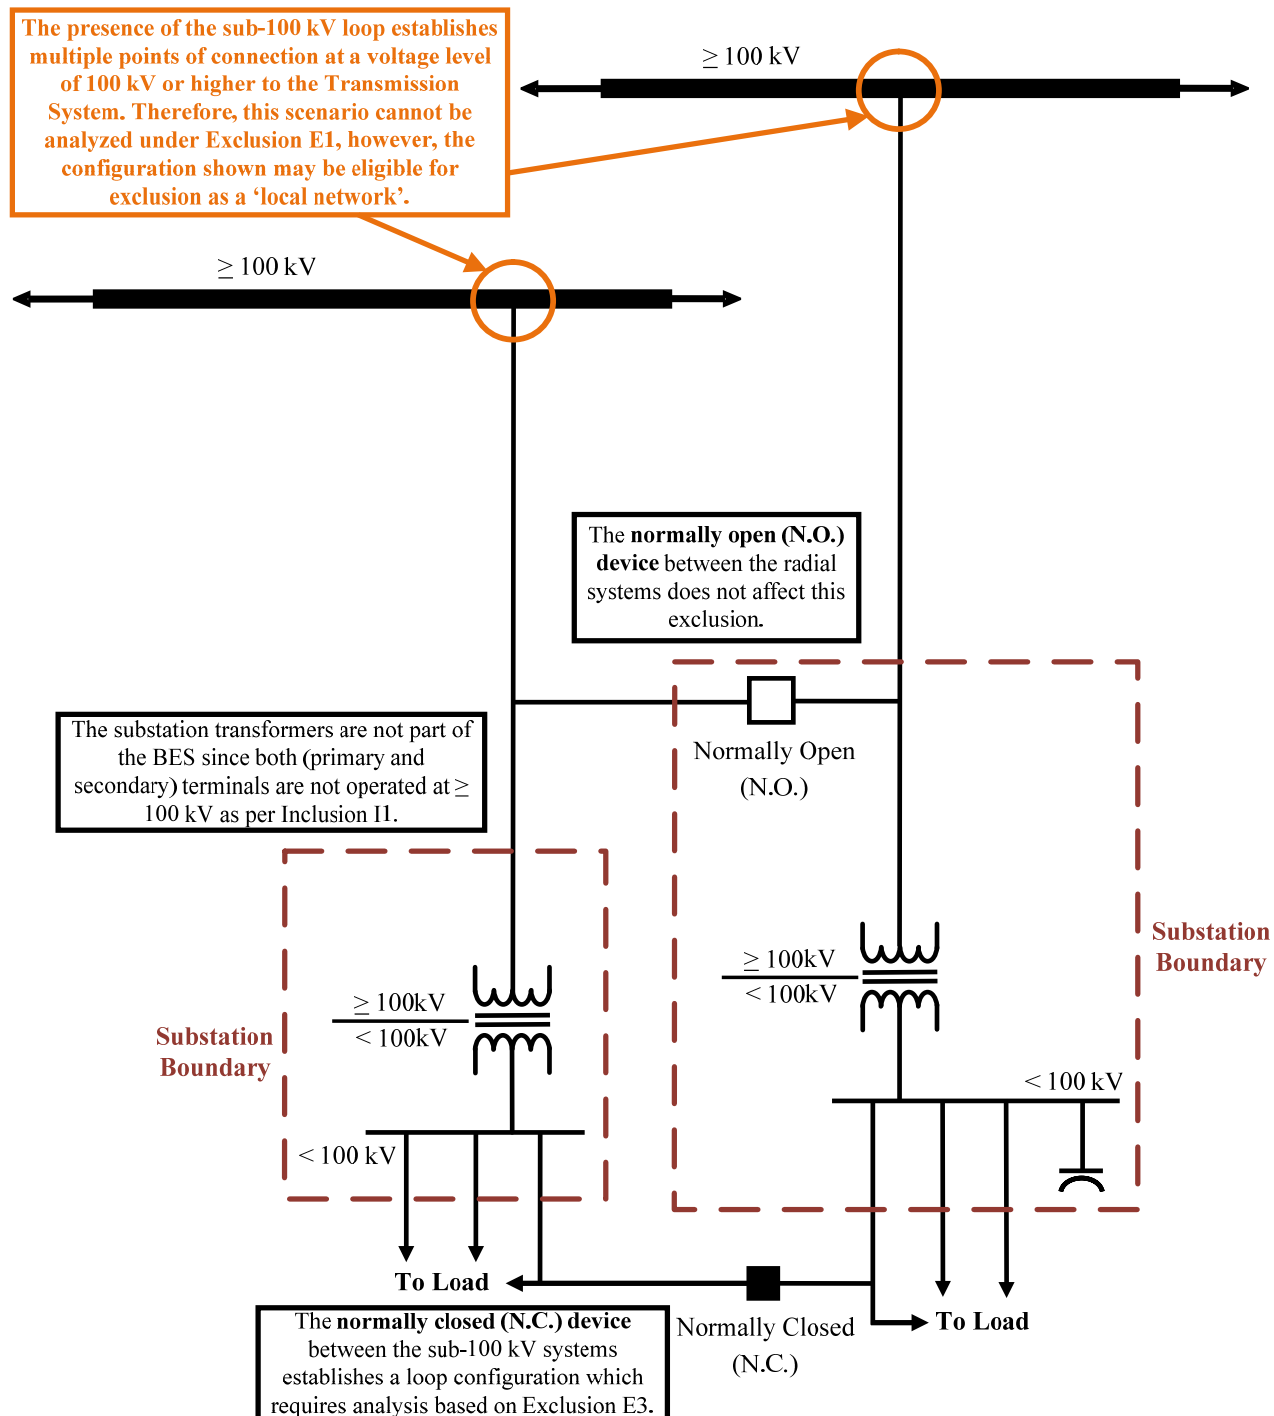 The presence of the sub-100 kV loop establishes
multiple points of connection at a voltage level
of 100 kV or higher to the Transmission
System. Therefore, this scenario cannot be
analyzed under Exclusion E1, however, the
configuration shown may be eligible for
exclusion as a ‘local network’.
≥ 100 kV
≥ 100 kV
The normally open (N.O.)
device between the radial
systems does not affect this
exclusion.
The substation transformers are not part of
the BES since both (primary and
secondary) terminals are not operated at ≥
100 kV as per Inclusion I1.
Normally Open
(N.O.)
≥ 100kV
< 100kV
Substation
Boundary
≥ 100kV
< 100kV
Substation
Boundary
< 100 kV
< 100 kV
To Load
To Load
Normally Closed
(N.C.)
The normally closed (N.C.) device
between the sub-100 kV systems
establishes a loop configuration which
requires analysis based on Exclusion E3.